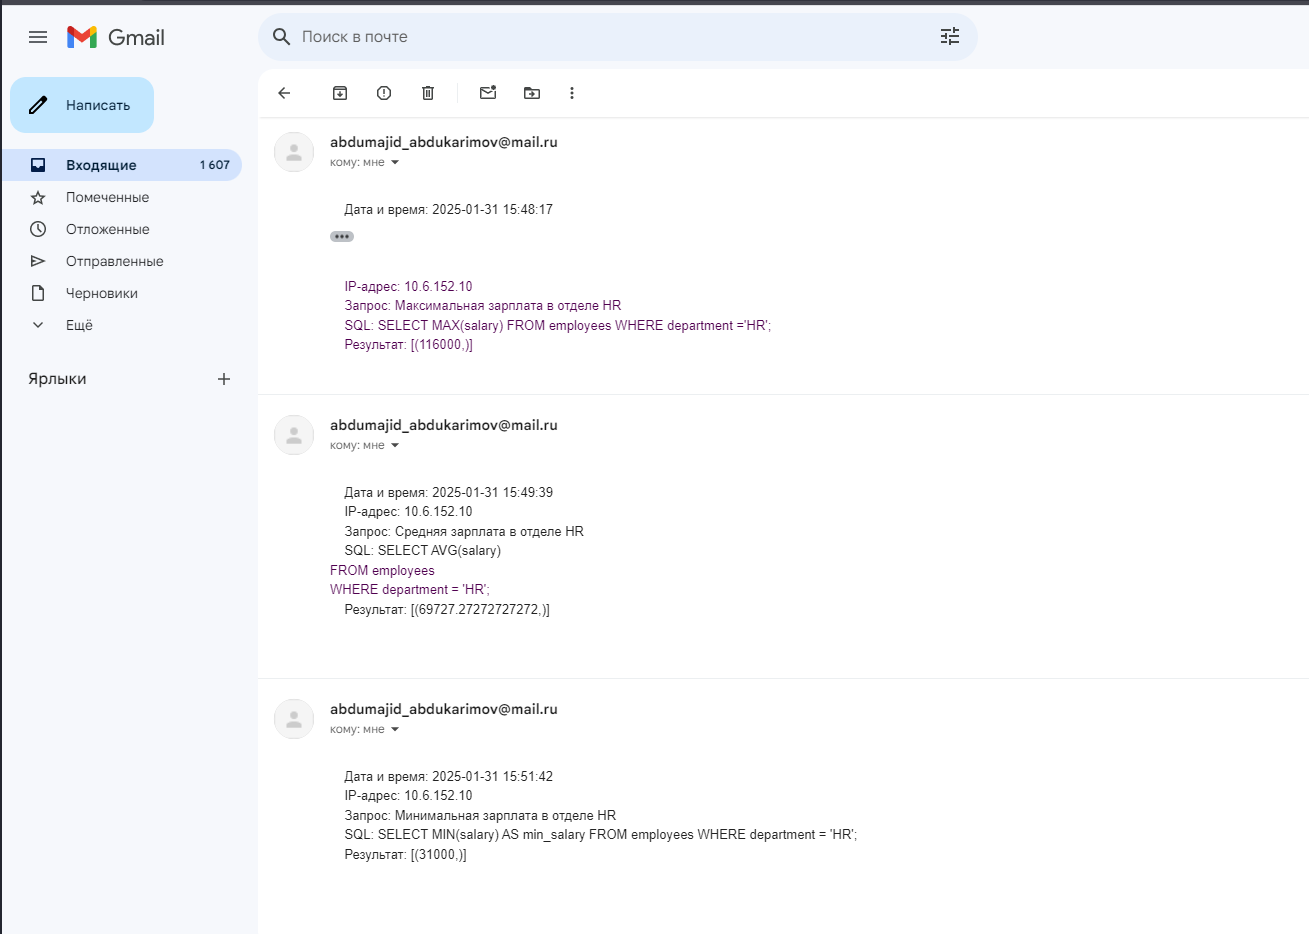 Gmail
Поиск в почте
Написать
Входящие 1 607
Помеченные
Отложенные
Отправленные
Черновики
Ещё
Ярлыки
abdumajid_abdukarimov@mail.ru
кому: мне
Дата и время: 2025-01-31 15:48:17
IP-адрес: 10.6.152.10
Запрос: Максимальная зарплата в отделе HR
SQL: SELECT MAX(salary) FROM employees WHERE department ='HR';
Результат: [(116000,)]
abdumajid_abdukarimov@mail.ru
кому: мне
Дата и время: 2025-01-31 15:49:39
IP-адрес: 10.6.152.10
Запрос: Средняя зарплата в отделе HR
SQL: SELECT AVG(salary)
FROM employees
WHERE department = 'HR';
Результат: [(69727.27272727272,)]
abdumajid_abdukarimov@mail.ru
кому: мне
Дата и время: 2025-01-31 15:51:42
IP-адрес: 10.6.152.10
Запрос: Минимальная зарплата в отделе HR
SQL: SELECT MIN(salary) AS min_salary FROM employees WHERE department = 'HR';
Результат: [(31000,)]